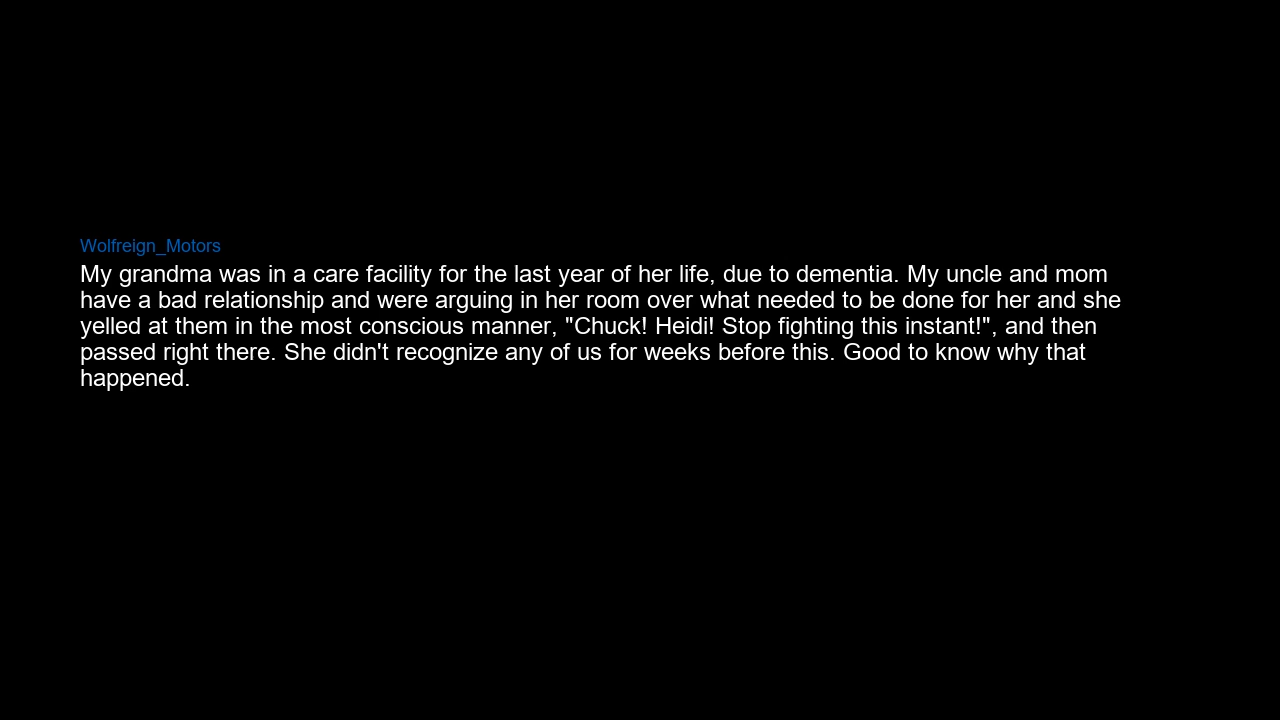 Wolfreign_Motors
My grandma was in a care facility for the last year of her life, due to dementia. My uncle and mom
have a bad relationship and were arguing in her room over what needed to be done for her and she
yelled at them in the most conscious manner, "Chuck! Heidi! Stop fighting this instant!", and then
passed right there. She didn't recognize any of us for weeks before this. Good to know why that
happened.